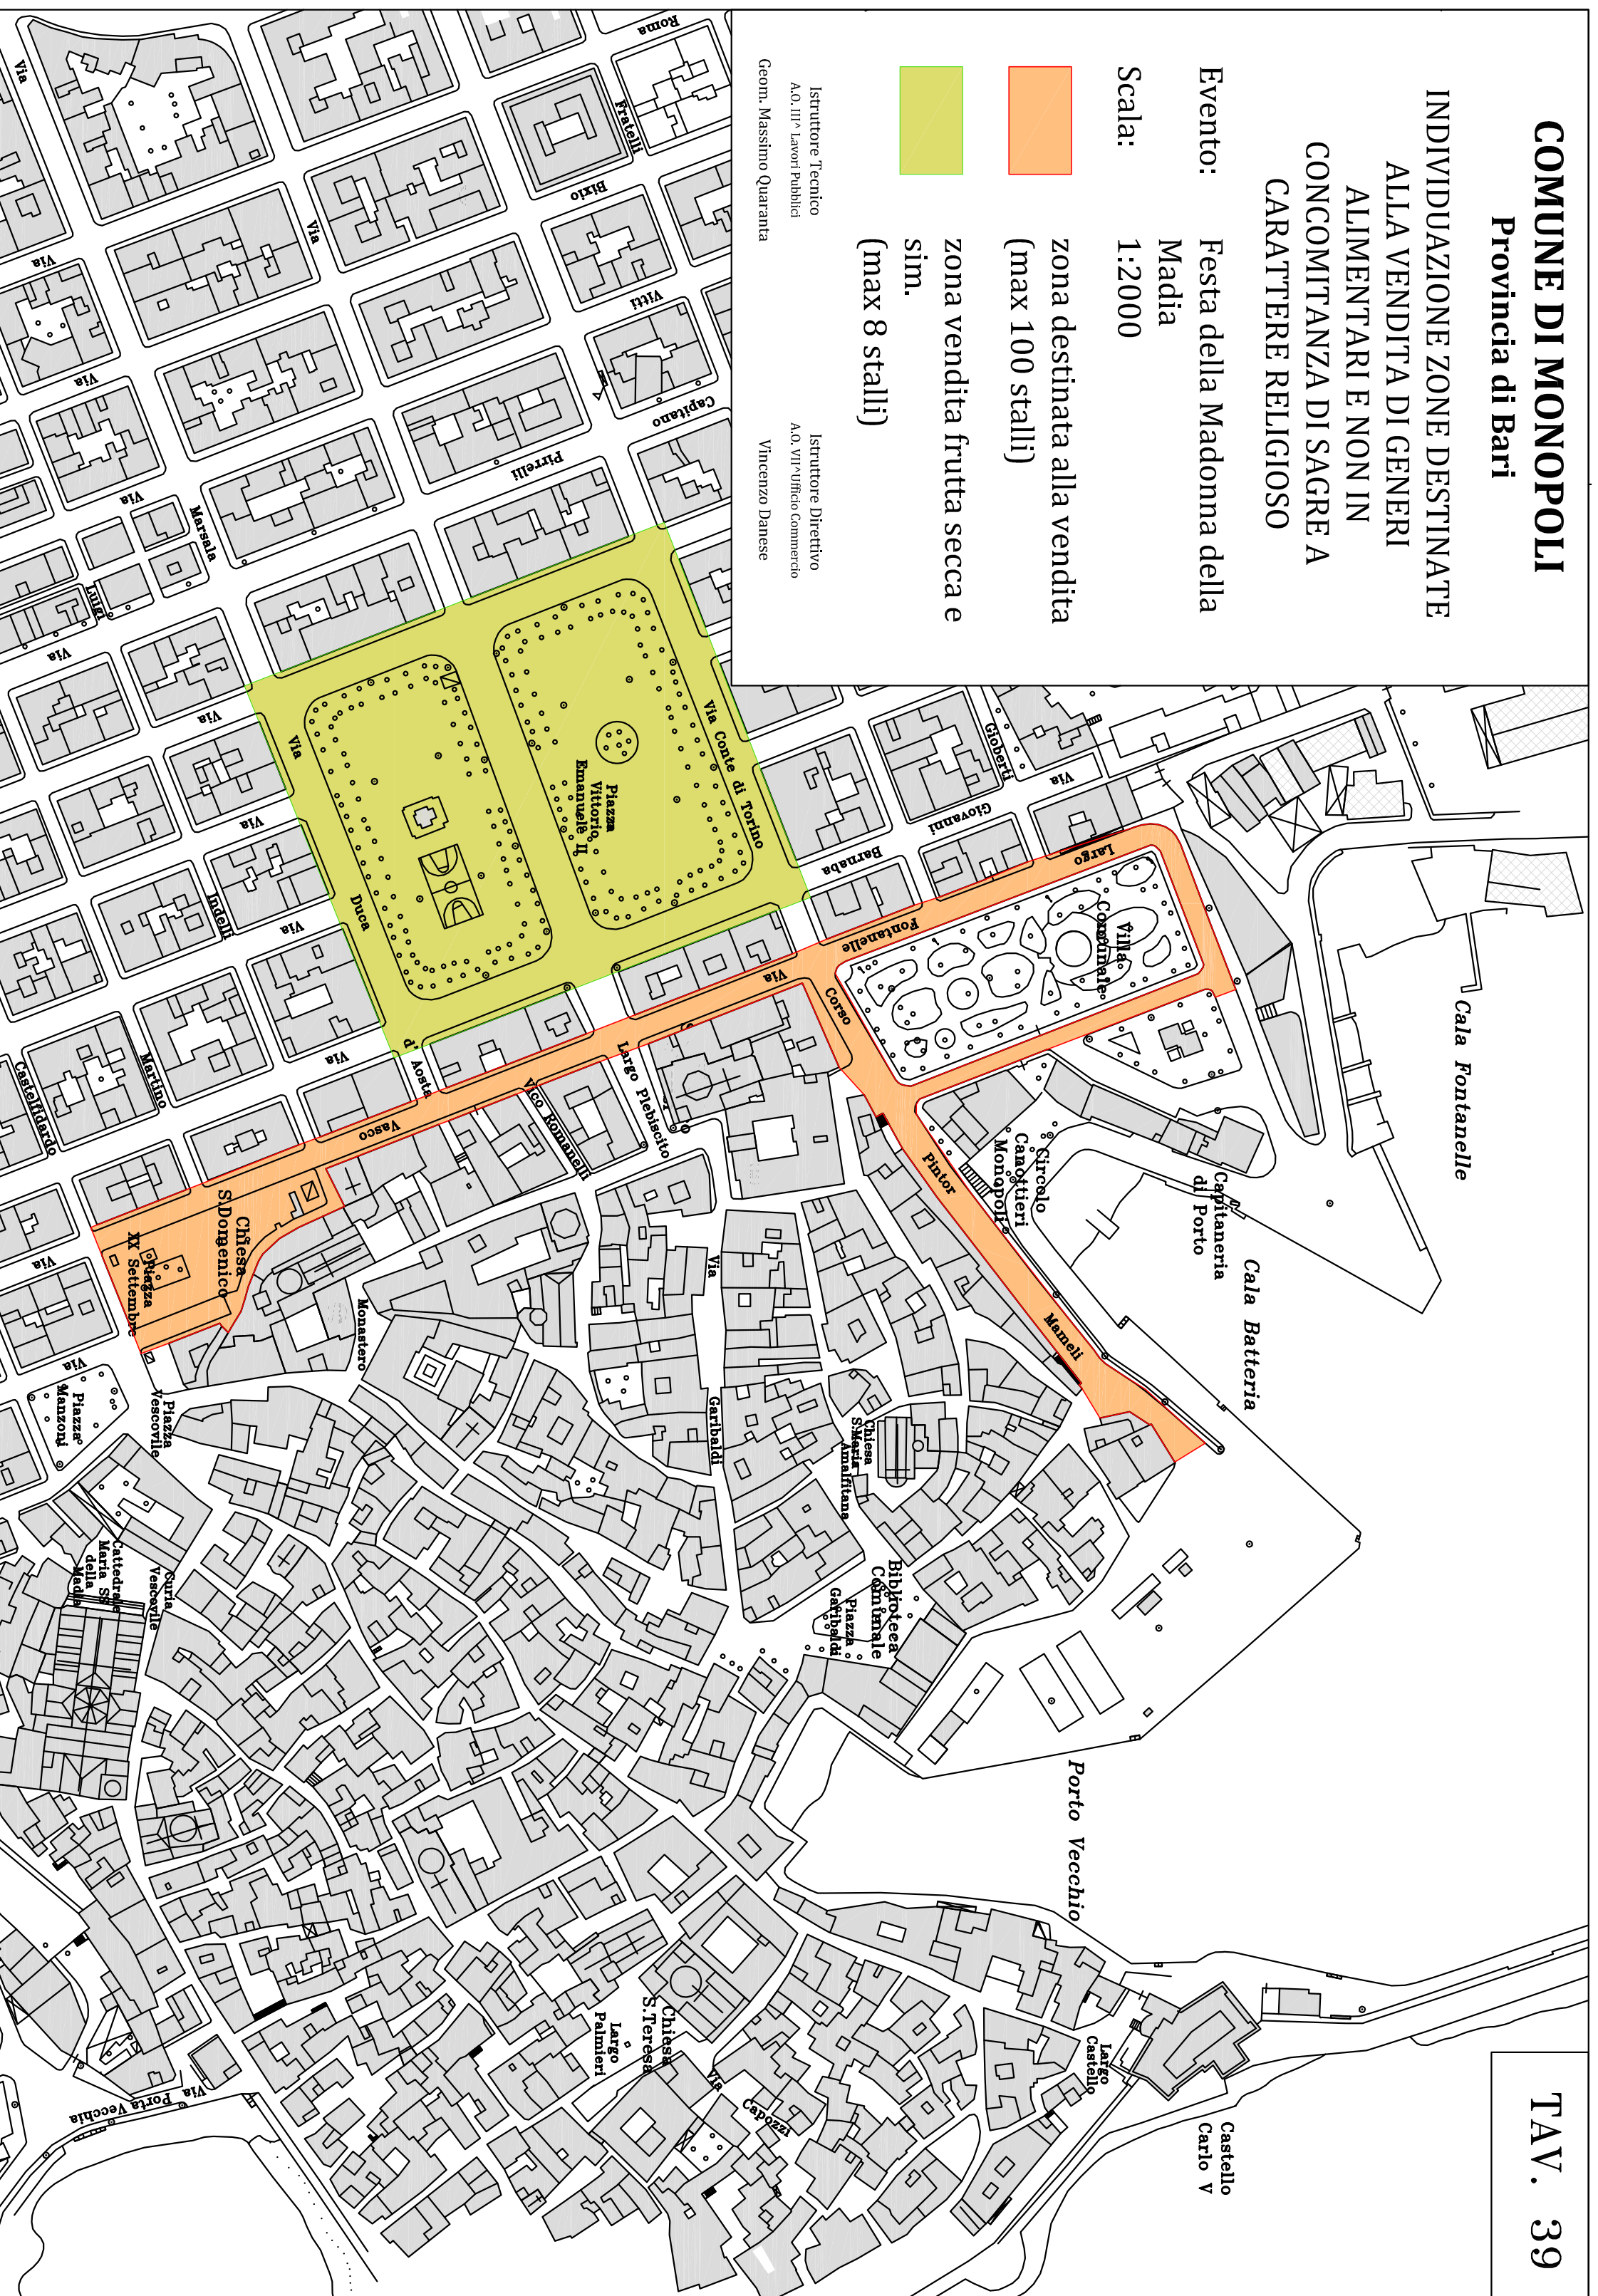 COMUNE DI MONOPOLI
Provincia di Bari
INDIVIDUAZIONE ZONE DESTINATE
ALLA VENDITA DI GENERI
ALIMENTARI E NON IN
CONCOMITANZA DI SAGRE A
CARATTERE RELIGIOSO
Evento: Festa della Madonna della
Madia
Scala: 1:2000
zona destinata alla vendita
(max 100 stalli)
zona vendita frutta secca e
sim.
(max 8 stalli)
Istruttore Tecnico
A.O. III^ Lavori Pubblici
Geom. Massimo Quaranta
Istruttore Direttivo
A.O. VII^ Ufficio Commercio
Vincenzo Danese
TAV. 39
Cala Fontanelle
Cala Batteria
Porto Vecchio
Capitaneria
di Porto
Circolo
Canottieri
Monopoli
Castello
Carlo V
Largo
Castello
Villa
Comunale
Largo
Fontanelle
Corso
Pintor
Mameli
Via
Gioberti
Giovanni
Barnaba
Via Conte di Torino
Piazza
Vittorio
Emanuele II
Via
Duca
d'Aosta
Via
Vasco
Largo Plebiscito
Vico Romanelli
Chiesa
S.Domenico
Piazza
XX Settembre
Monastero
Piazza
Vescovile
Piazza
Manzoni
Via
Garibaldi
Chiesa
S.Maria
Amalfitana
Biblioteca
Comunale
Piazza
Garibaldi
Curia
Vescovile
Cattedrale
Maria SS
della
Madia
Chiesa
S.Teresa
Largo
Palmieri
Via
Capozzi
Via Porta Vecchia
Roma
Fratelli
Bixio
Vitti
Capitano
Pirrelli
Via
Via
Via
Via
Via
Marsala
Luigi
Via
Via
Via
Indelli
Via
Martino
Via
Castelfidardo
Via
Via